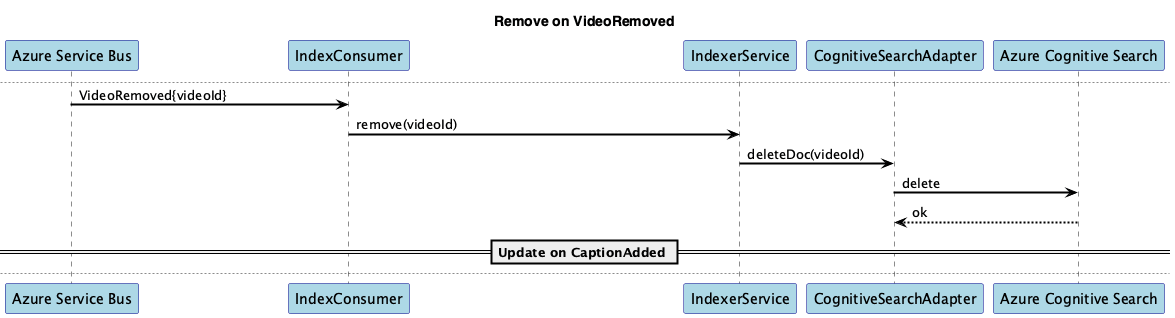 Remove on VideoRemoved
Azure Service Bus
IndexConsumer
IndexerService
CognitiveSearchAdapter
Azure Cognitive Search
VideoRemoved{videoId}
remove(videoId)
deleteDoc(videoId)
delete
ok
Update on CaptionAdded
Azure Service Bus
IndexConsumer
IndexerService
CognitiveSearchAdapter
Azure Cognitive Search